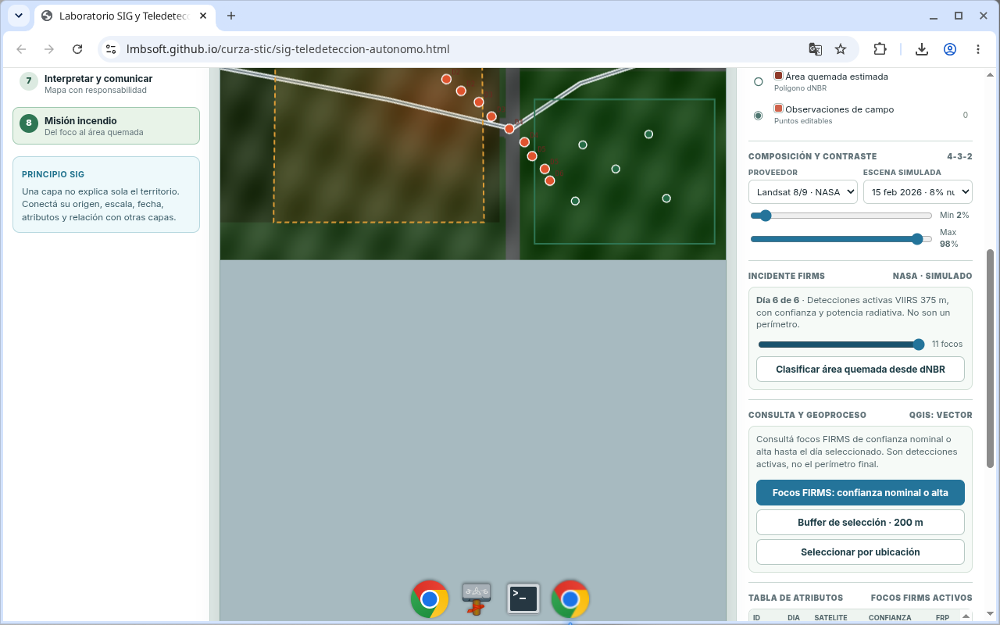 Laboratorio SIG y Teledetec
lmbsoft.github.io/curza-stic/sig-teledeteccion-autonomo.html
7
Interpretar y comunicar
Mapa con responsabilidad
8
Misión incendio
Del foco al área quemada
PRINCIPIO SIG
Una capa no explica sola el territorio.
Conectá su origen, escala, fecha,
atributos y relación con otras capas.
Área quemada estimada
Polígono dNBR
Observaciones de campo
0
Puntos editables
COMPOSICIÓN Y CONTRASTE
4-3-2
PROVEEDOR
ESCENA SIMULADA
Landsat 8/9 · NASA
15 feb 2026 · 8% nu
Min 2%
Max
98%
INCIDENTE FIRMS
NASA · SIMULADO
Día 6 de 6 · Detecciones activas VIIRS 375 m,
con confianza y potencia radiativa. No son un
perímetro.
11 focos
Clasificar área quemada desde dNBR
CONSULTA Y GEOPROCESO
QGIS: VECTOR
Consultá focos FIRMS de confianza nominal o
alta hasta el día seleccionado. Son detecciones
activas, no el perímetro final.
Focos FIRMS: confianza nominal o alta
Buffer de selección · 200 m
Seleccionar por ubicación
TABLA DE ATRIBUTOS
FOCOS FIRMS ACTIVOS
ID
DIA
SATELITE
CONFIANZA
FRP